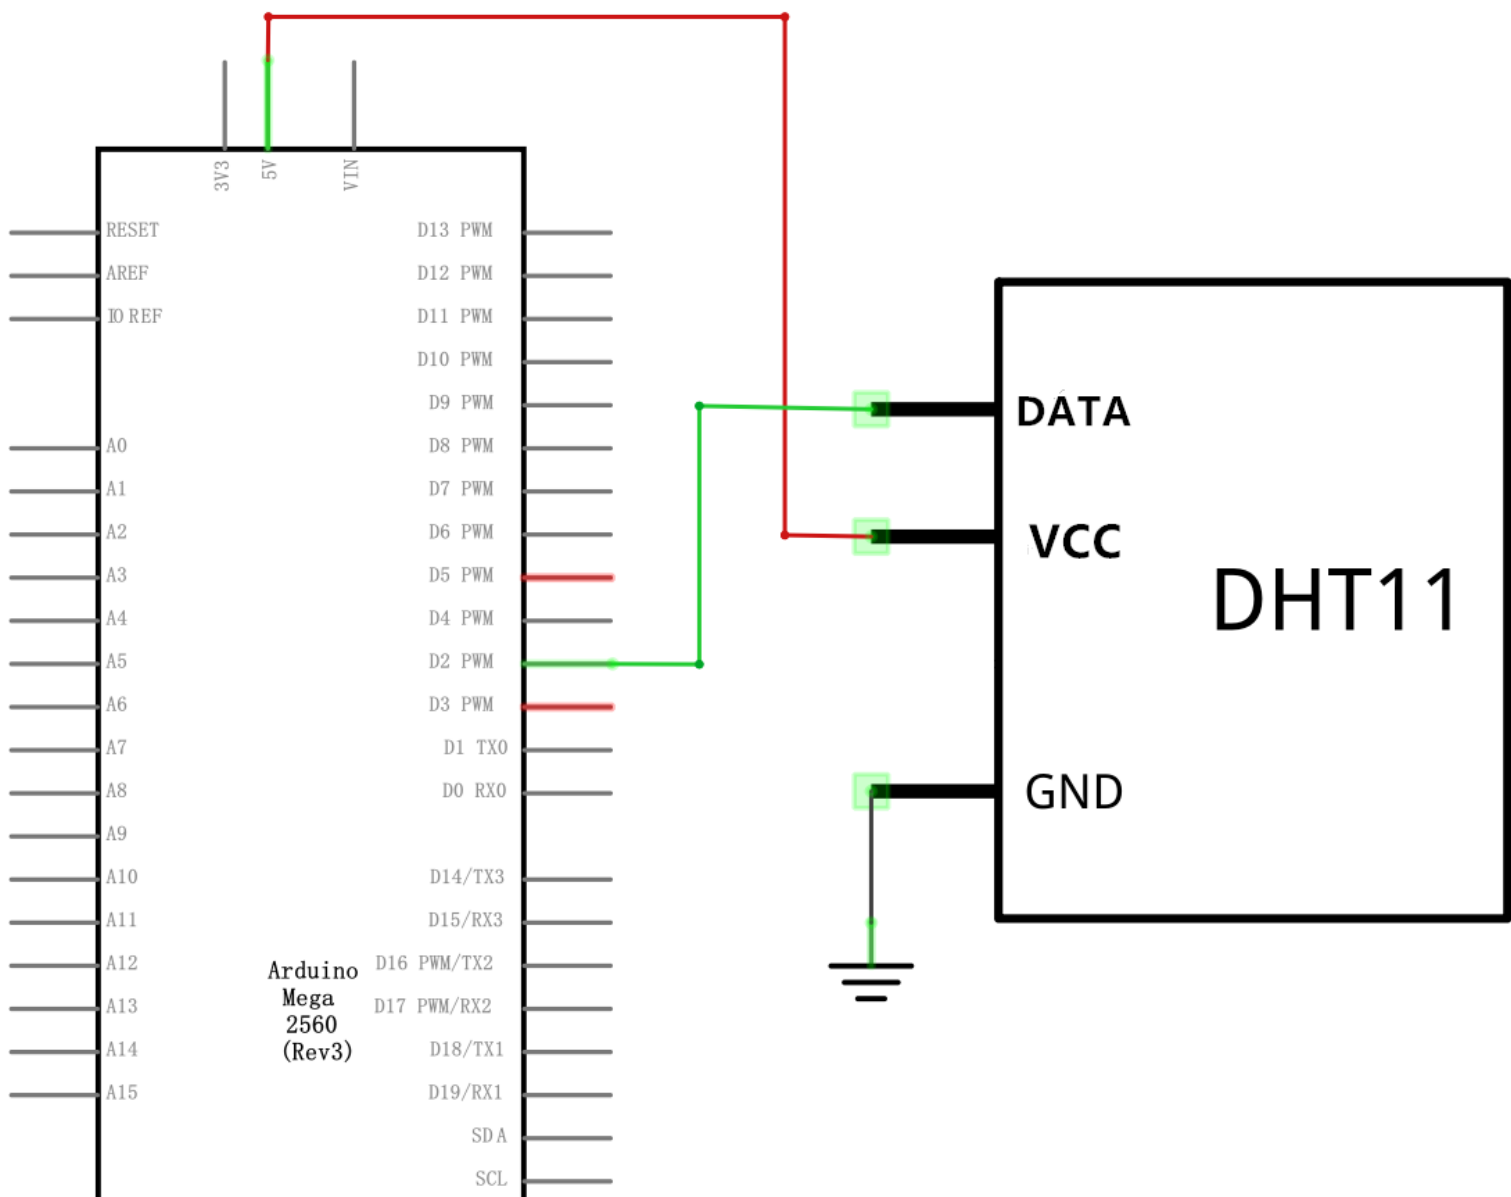 3V3
5V
VIN
RESET
AREF
IO REF
A0
A1
A2
A3
A4
A5
A6
A7
A8
A9
A10
A11
A12
A13
A14
A15
D13 PWM
D12 PWM
D11 PWM
D10 PWM
D9 PWM
D8 PWM
D7 PWM
D6 PWM
D5 PWM
D4 PWM
D2 PWM
D3 PWM
D1 TX0
D0 RX0
D14/TX3
D15/RX3
D16 PWM/TX2
D17 PWM/RX2
D18/TX1
D19/RX1
SDA
SCL
Arduino
Mega
2560
(Rev3)
DATA
VCC
DHT11
GND